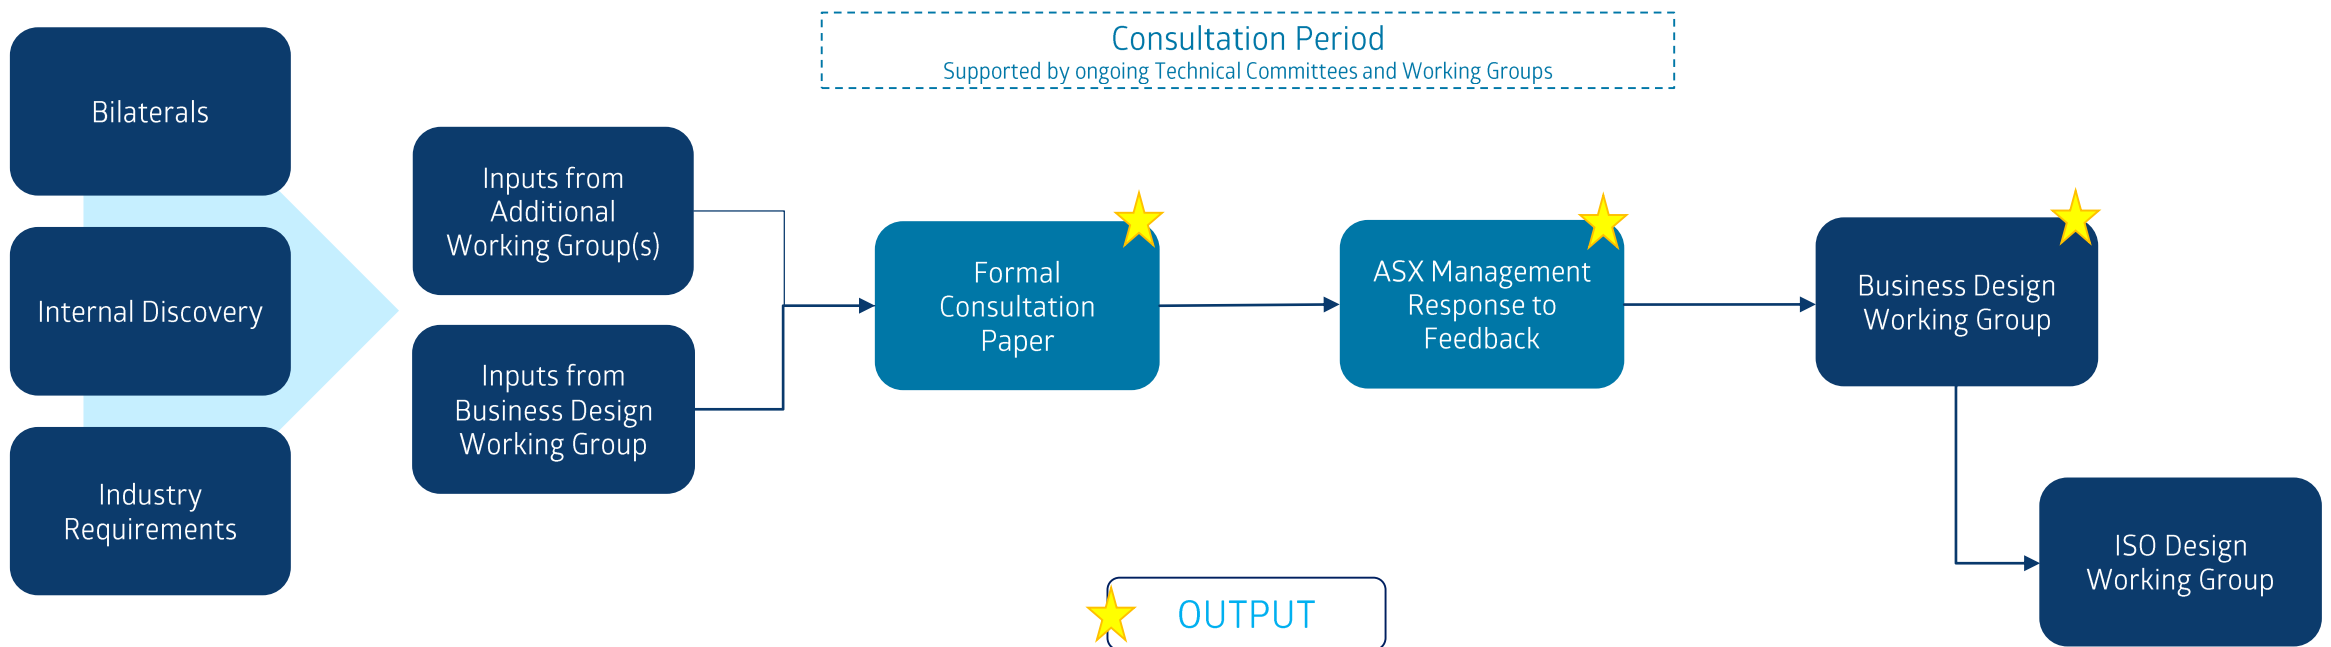 Consultation Period
Supported by ongoing Technical Committees and Working Groups
Bilaterals
Internal Discovery
Industry
Requirements
Inputs from
Additional
Working Group(s)
Inputs from
Business Design
Working Group
Formal
Consultation
Paper
ASX Management
Response to
Feedback
Business Design
Working Group
ISO Design
Working Group
OUTPUT